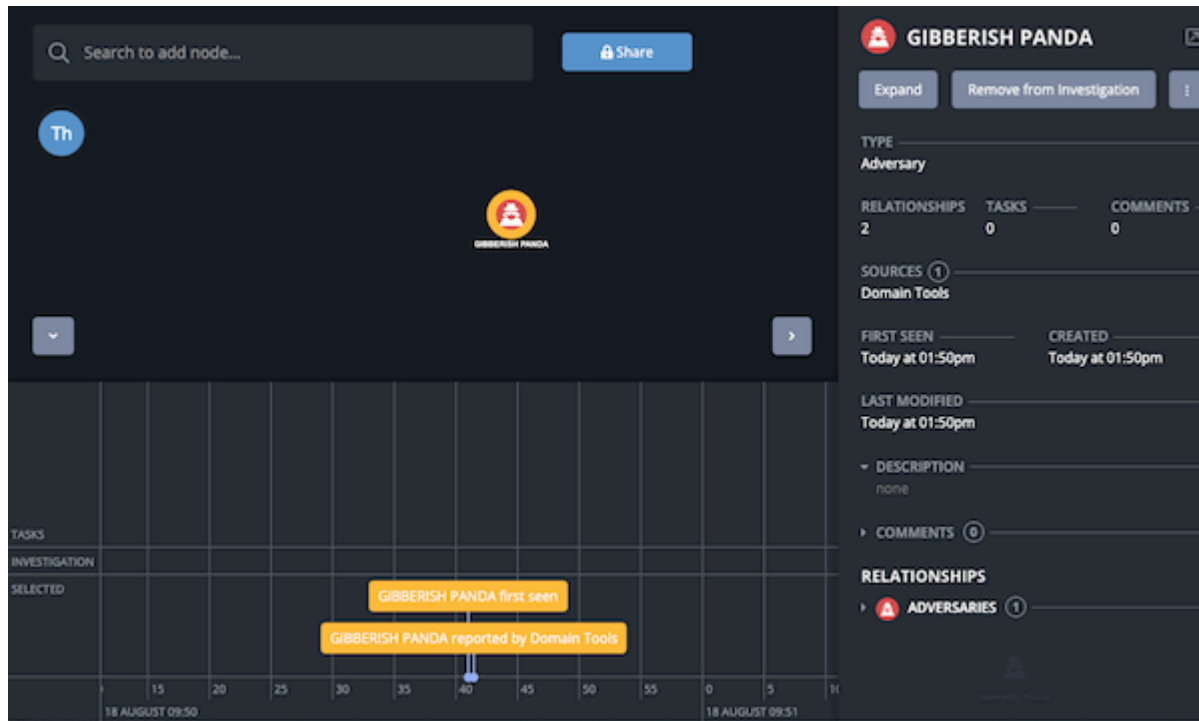 Search to add node...
Share
Th
GIBBERISH PANDA
GIBBERISH PANDA
Expand
Remove from Investigation
TYPE
Adversary
RELATIONSHIPS TASKS COMMENTS
2 0 0
SOURCES 1
Domain Tools
FIRST SEEN CREATED
Today at 01:50pm Today at 01:50pm
LAST MODIFIED
Today at 01:50pm
DESCRIPTION
none
COMMENTS 0
RELATIONSHIPS
ADVERSARIES 1
TASKS
INVESTIGATION
SELECTED
GIBBERISH PANDA first seen
GIBBERISH PANDA reported by Domain Tools
15 20 25 30 35 40 45 50 55 0 5 10
18 AUGUST 09:50 18 AUGUST 09:51